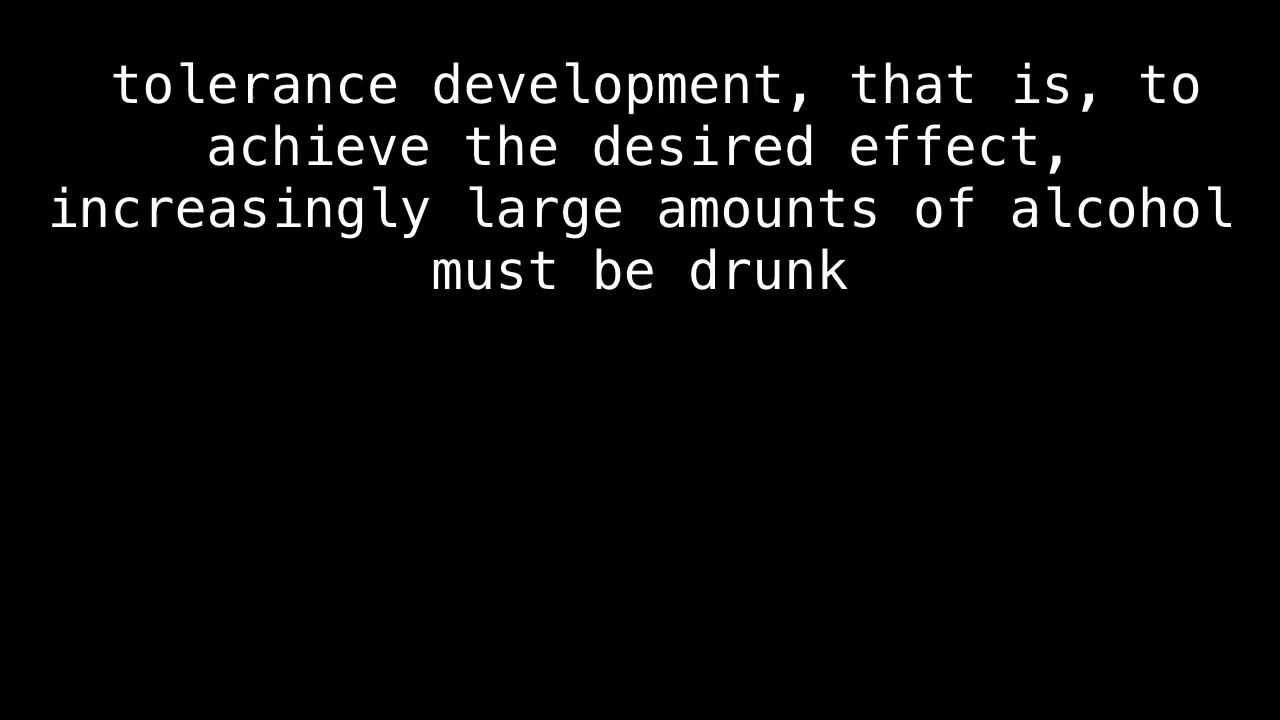 tolerance development, that is, to
achieve the desired effect,
increasingly large amounts of alcohol
must be drunk